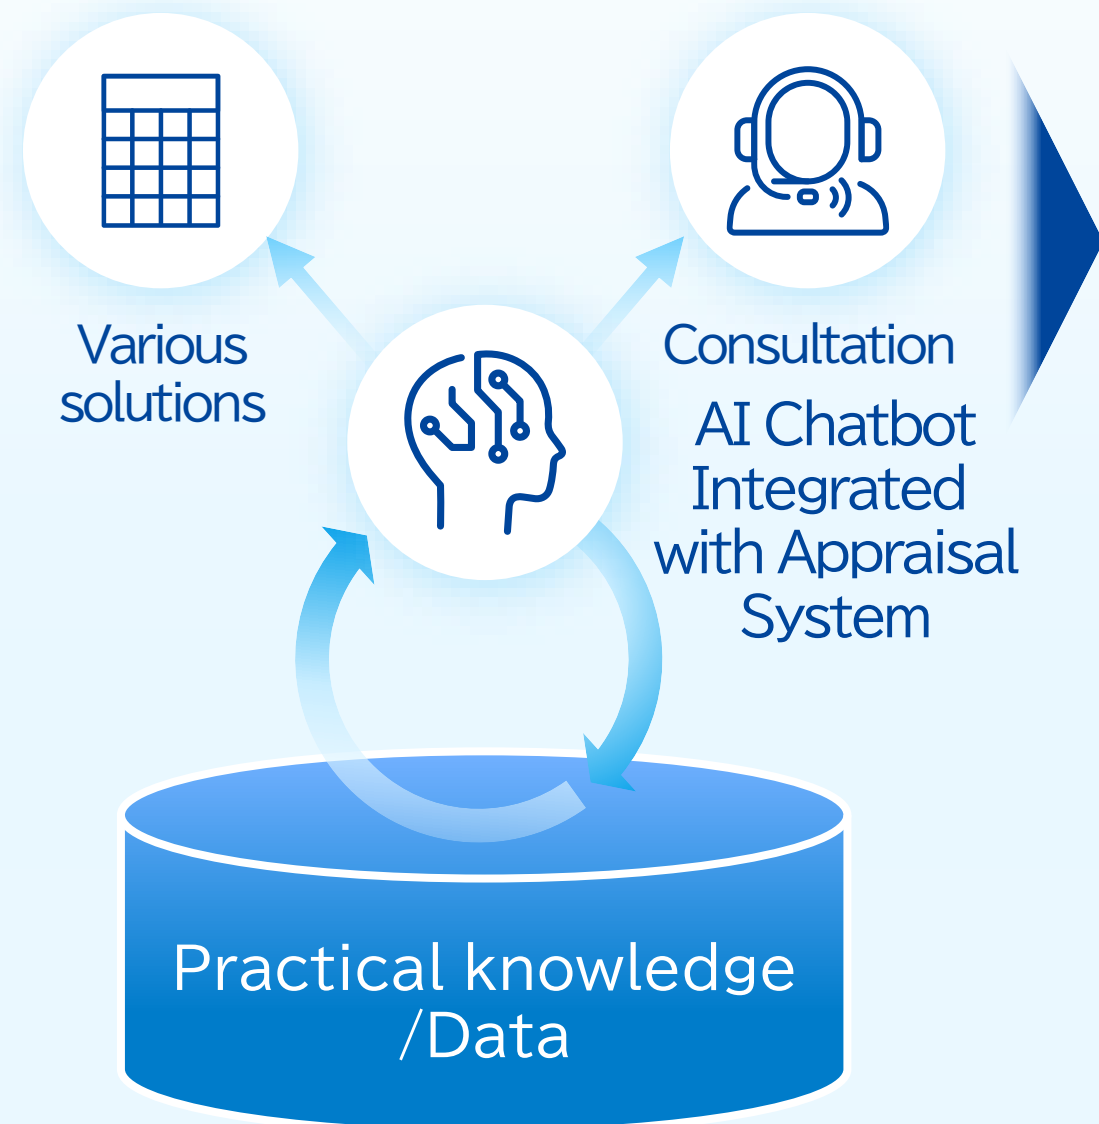 Various
solutions
Consultation
AI Chatbot
Integrated
with Appraisal
System
Practical knowledge
/Data